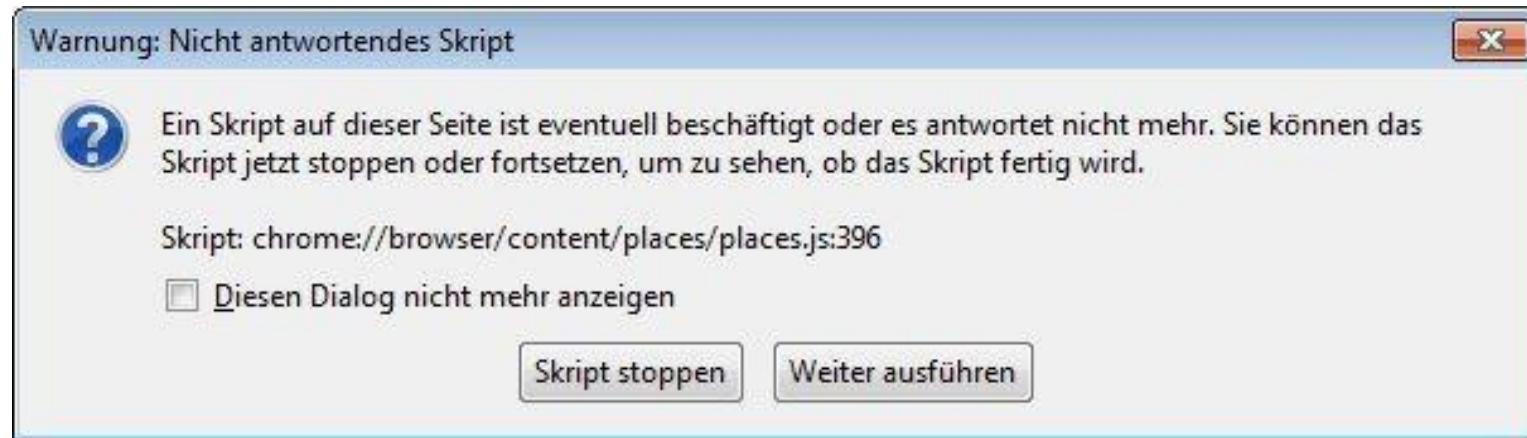 Warnung: Nicht antwortendes Skript
Ein Skript auf dieser Seite ist eventuell beschäftigt oder es antwortet nicht mehr. Sie können das
Skript jetzt stoppen oder fortsetzen, um zu sehen, ob das Skript fertig wird.
Skript: chrome://browser/content/places/places.js:396
Diesen Dialog nicht mehr anzeigen
Skript stoppen
Weiter ausführen